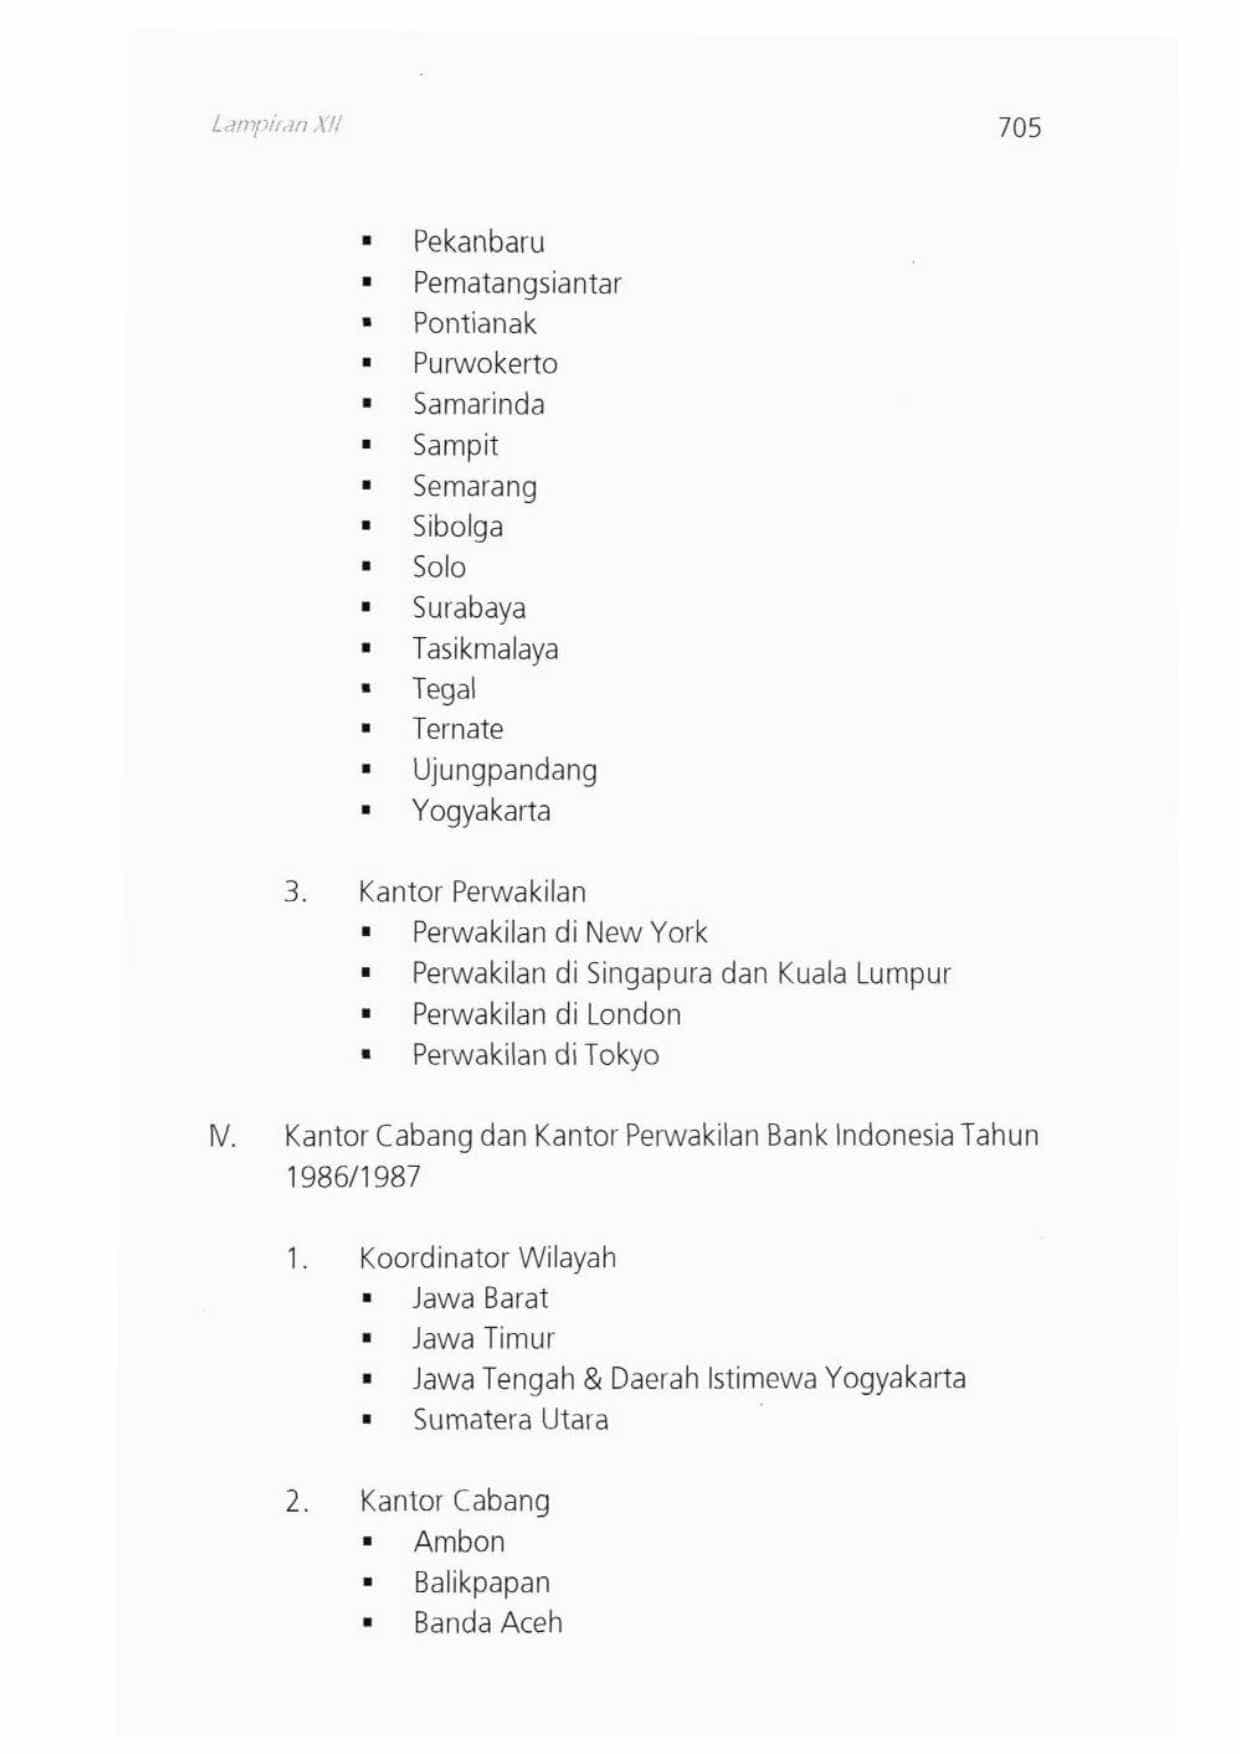 Lampiran XII 705
▪ Pekanbaru
▪ Pematangsiantar
▪ Pontianak
▪ Purwokerto
▪ Samarinda
▪ Sampit
▪ Semarang
▪ Sibolga
▪ Solo
▪ Surabaya
▪ Tasikmalaya
▪ Tegal
▪ Ternate
▪ Ujungpandang
▪ Yogyakarta
3. Kantor Perwakilan
▪ Perwakilan di New York
▪ Perwakilan di Singapura dan Kuala Lumpur
▪ Perwakilan di London
▪ Perwakilan di Tokyo
IV. Kantor Cabang dan Kantor Perwakilan Bank Indonesia Tahun
1986/1987
1. Koordinator Wilayah
▪ Jawa Barat
▪ Jawa Timur
▪ Jawa Tengah & Daerah Istimewa Yogyakarta
▪ Sumatera Utara
2. Kantor Cabang
▪ Ambon
▪ Balikpapan
▪ Banda Aceh